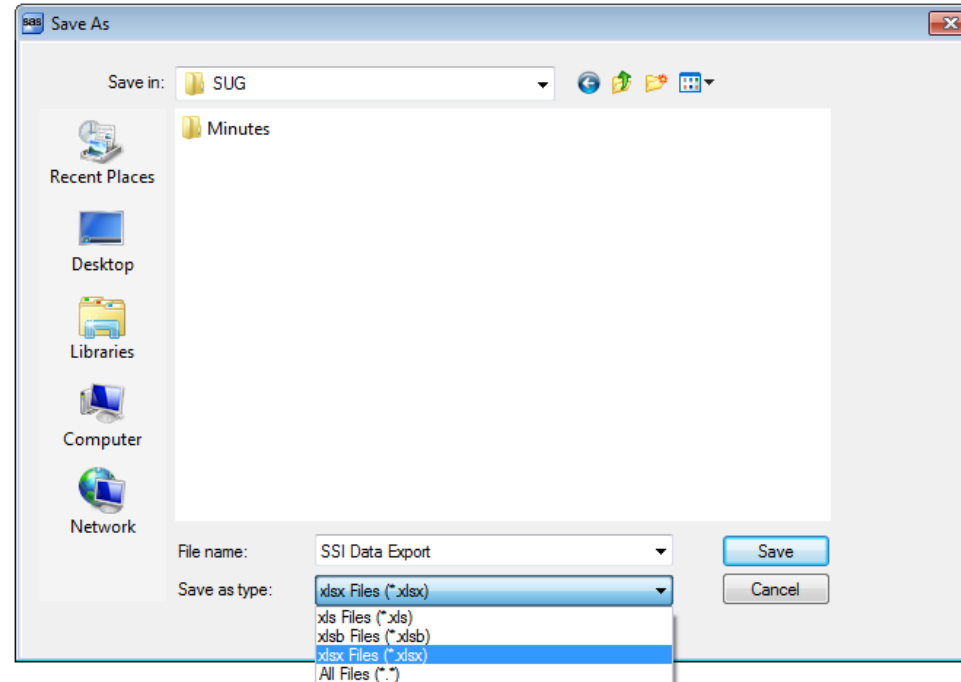 sas Save As
Save in: SUG
Minutes
Recent Places
Desktop
Libraries
Computer
Network
File name: SSI Data Export Save
Save as type: xlsx Files (*.xlsx) Cancel
xls Files (*.xls)
xlsb Files (*.xlsb)
xlsx Files (*.xlsx)
All Files (*.*)